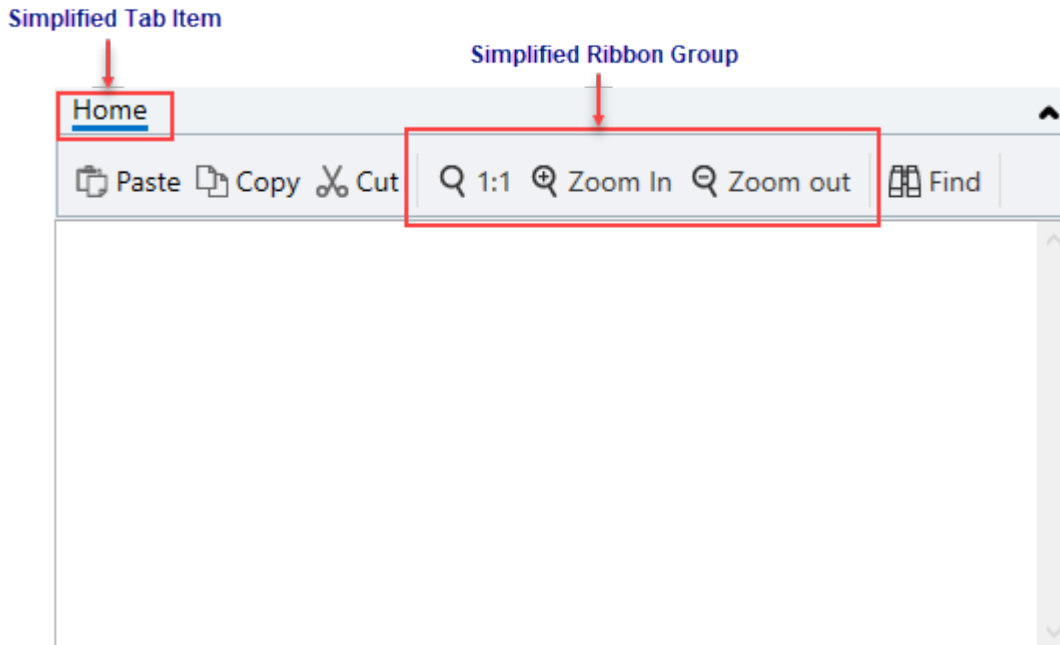 Simplified Tab Item
Simplified Ribbon Group
Home
Paste Copy Cut 1:1 Zoom In Zoom out Find